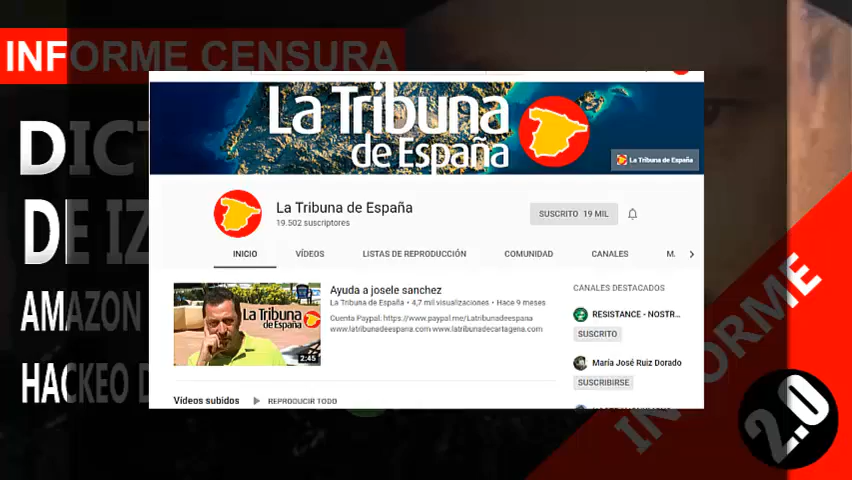 INFORME CENSURA
DICT
DE IZ
AMAZON
HACKEO D
La Tribuna
de España
La Tribuna de España
La Tribuna de España
19.502 suscriptores
SUSCRITO 19 MIL
INICIO VÍDEOS LISTAS DE REPRODUCCIÓN COMUNIDAD CANALES M.
Ayuda a josele sanchez
La Tribuna de España • 4,7 mil visualizaciones • Hace 9 meses
Cuenta Paypal: https://www.paypal.me/Latribunadeespana
www.latribunadeespana.com www.latribunadecartagena.com
La Tribuna
de España
2:45
CANALES DESTACADOS
RESISTANCE - NOSTR...
SUSCRITO
María José Ruiz Dorado
SUSCRIBIRSE
Vídeos subidos REPRODUCIR TODO
INFORME
2.0